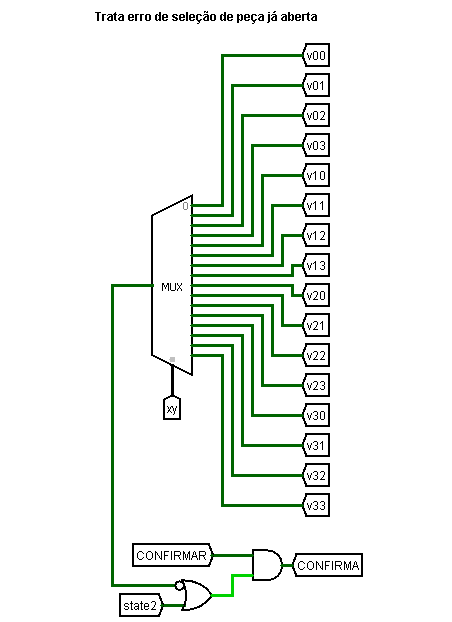 Trata erro de seleção de peça já aberta
v00
v01
v02
v03
v10
v11
v12
v13
v20
v21
v22
v23
v30
v31
v32
v33
0
MUX
xy
CONFIRMAR
CONFIRMA
state2